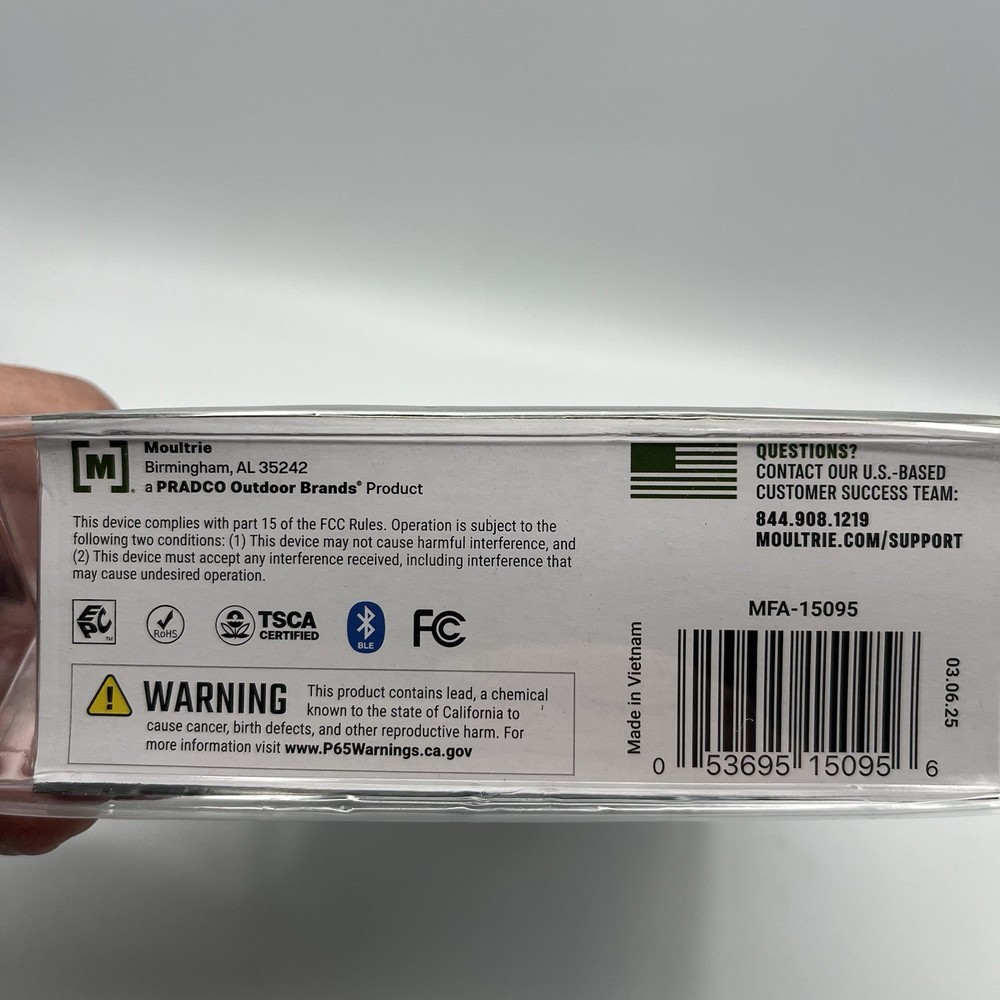 [M]®
Moultrie
Birmingham, AL 35242
a PRADCO Outdoor Brands® Product
This device complies with part 15 of the FCC Rules. Operation is subject to the
following two conditions: (1) This device may not cause harmful interference, and
(2) This device must accept any interference received, including interference that
may cause undesired operation.
EPC™
RoHS
TSCA
CERTIFIED
BLE
FC
WARNING
This product contains lead, a chemical
known to the state of California to
cause cancer, birth defects, and other reproductive harm. For
more information visit www.P65Warnings.ca.gov
QUESTIONS?
CONTACT OUR U.S.-BASED
CUSTOMER SUCCESS TEAM:
844.908.1219
MOULTRIE.COM/SUPPORT
MFA-15095
Made in Vietnam
0 53695 15095 6
03.06.25